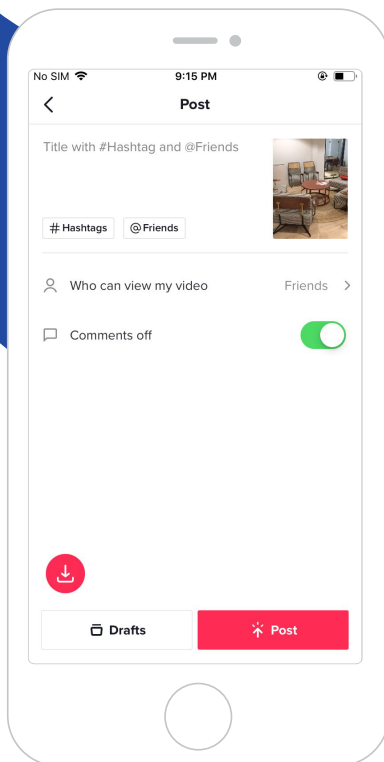 No SIM 9:15 PM
Post
Title with #Hashtag and @Friends
# Hashtags @ Friends
Who can view my video Friends
Comments off
Drafts Post